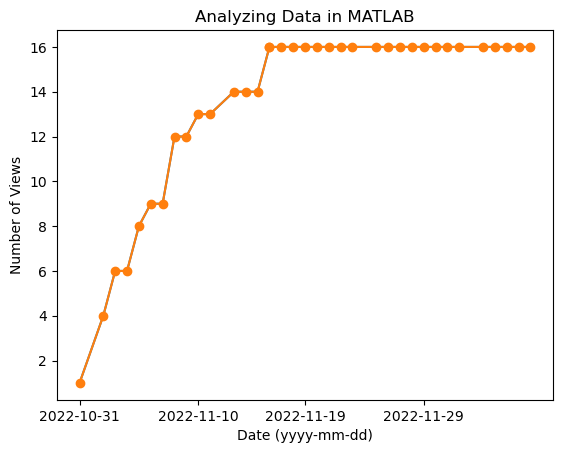 Analyzing Data in MATLAB
Number of Views
16
14
12
10
8
6
4
2
2022-10-31 2022-11-10 2022-11-19 2022-11-29
Date (yyyy-mm-dd)